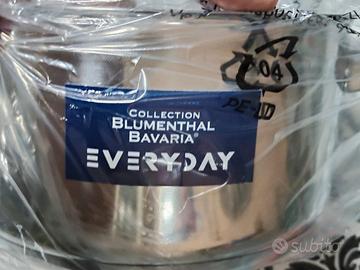 04
PE-LD
COLLECTION
BLUMENTHAL
BAVARIA®
EVERYDAY
subito